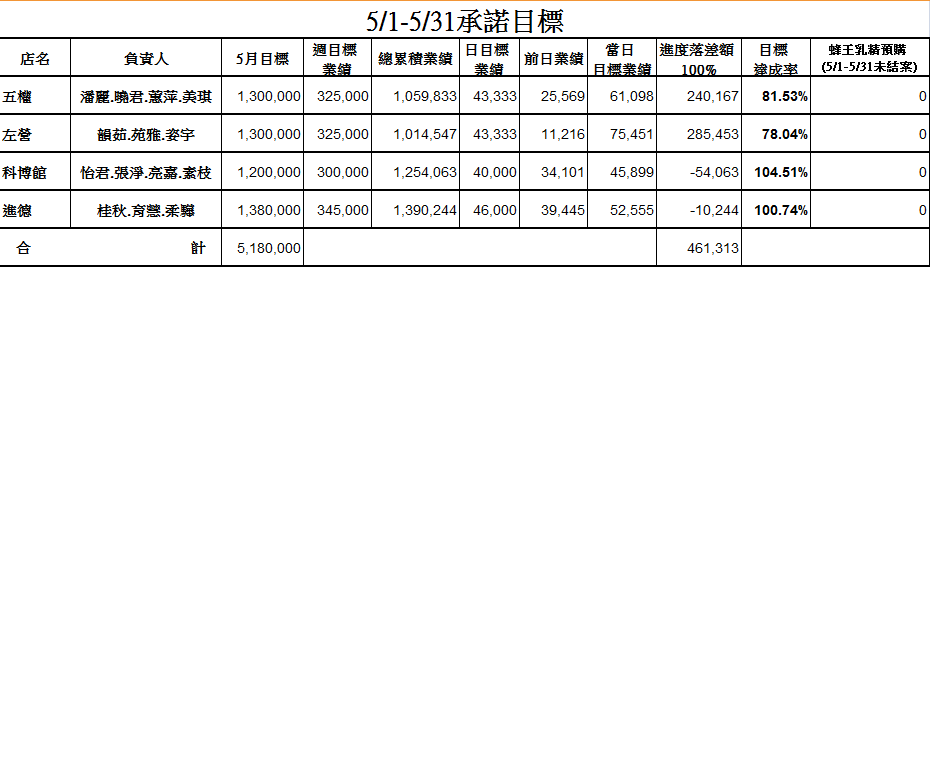 5/1-5/31承諾目標
店名 負責人 5月目標 週目標業績 總累積業績 日目標業績 前日業績 當日目標業績 進度落差額100% 目標達成率 蜂王乳精預購(5/1-5/31未結案)
五權 潘麗.曉君.蕙萍.美琪 1,300,000 325,000 1,059,833 43,333 25,569 61,098 240,167 81.53% 0
左營 韻茹.苑雅.姿宇 1,300,000 325,000 1,014,547 43,333 11,216 75,451 285,453 78.04% 0
科博館 怡君.張淨.亮嘉.素枝 1,200,000 300,000 1,254,063 40,000 34,101 45,899 -54,063 104.51% 0
進德 桂秋.育慧.柔驊 1,380,000 345,000 1,390,244 46,000 39,445 52,555 -10,244 100.74% 0
合 計 5,180,000 461,313